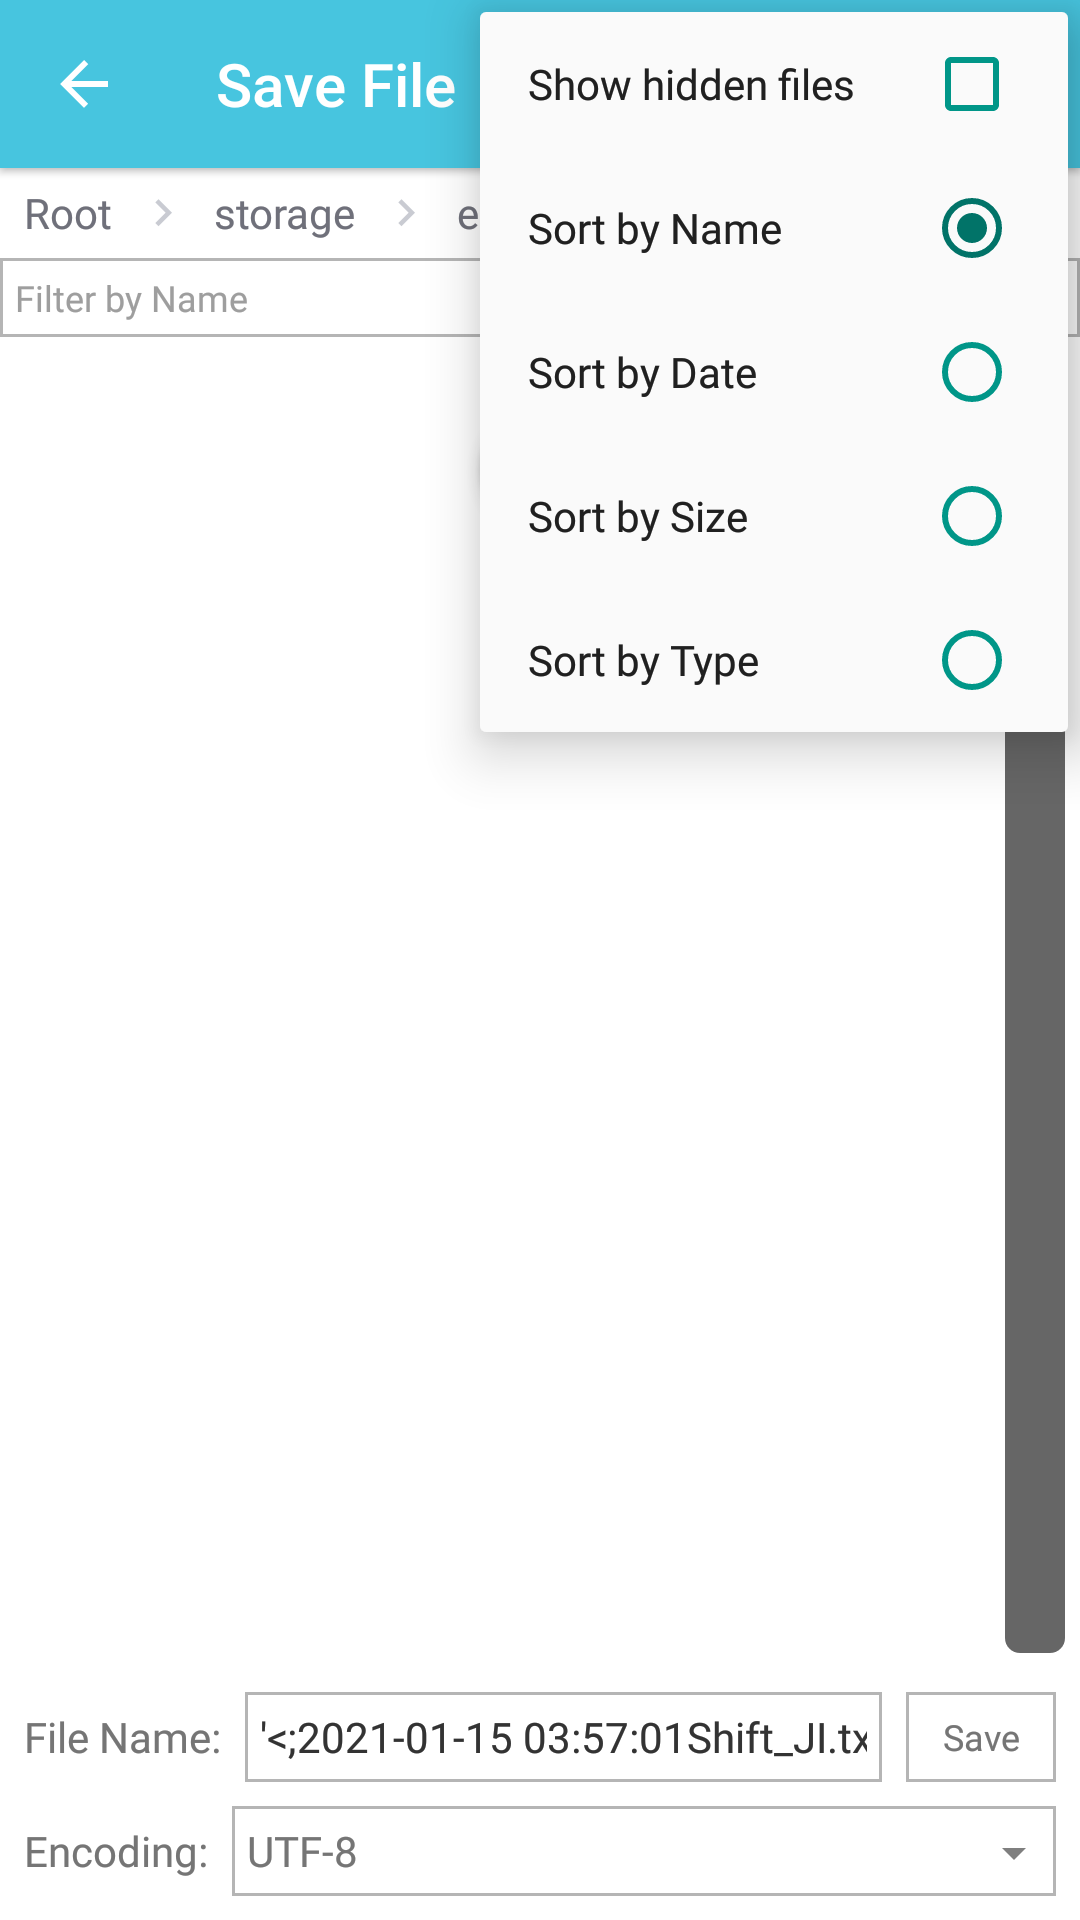 Save File
Show hidden files
Sort by Name
Sort by Date
Sort by Size
Sort by Type
Root
storage
e
Filter by Name
File Name:
'<;2021-01-15 03:57:01Shift_JI.tx
Save
Encoding:
UTF-8